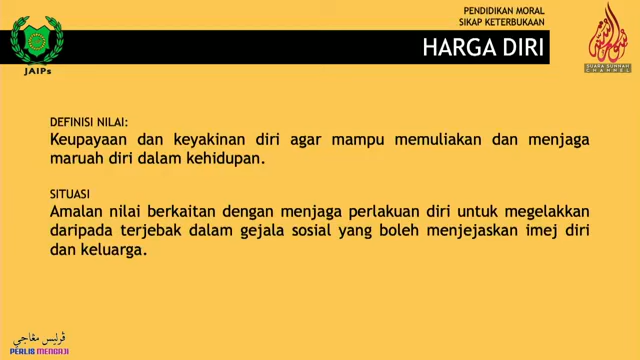 PENDIDIKAN MORAL
SIKAP KETERBUKAAN
HARGA DIRI
JAIPs
SUARA SUNNAH
CHANNEL
DEFINISI NILAI:
Keupayaan dan keyakinan diri agar mampu memuliakan dan menjaga
maruah diri dalam kehidupan.
SITUASI
Amalan nilai berkaitan dengan menjaga perlakuan diri untuk megelakkan
daripada terjebak dalam gejala sosial yang boleh menjejaskan imej diri
dan keluarga.
ڤرليس مڠاجي
PERLIS MENGAJI